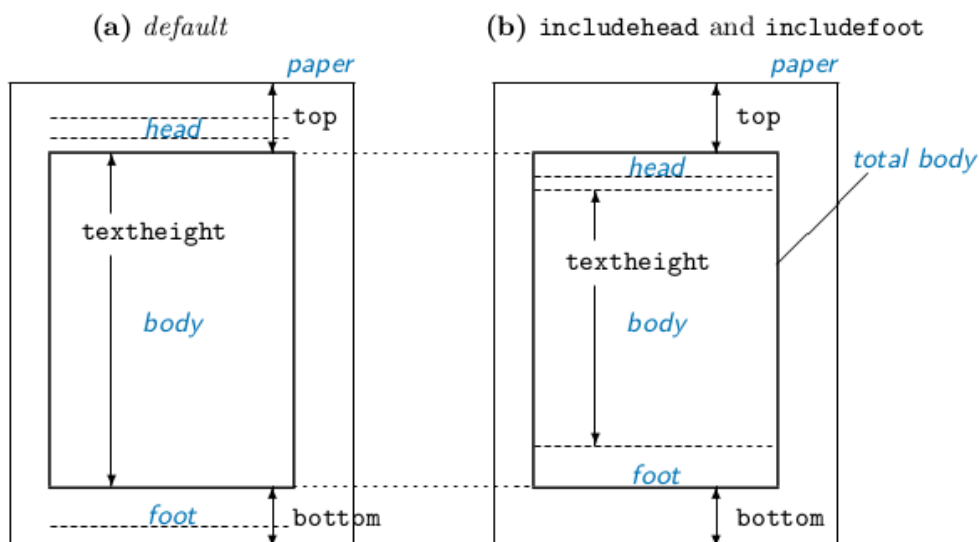 (a) default
paper
top
head
textheight
body
foot
bottom
(b) includehead and includefoot
paper
top
head
total body
textheight
body
foot
bottom